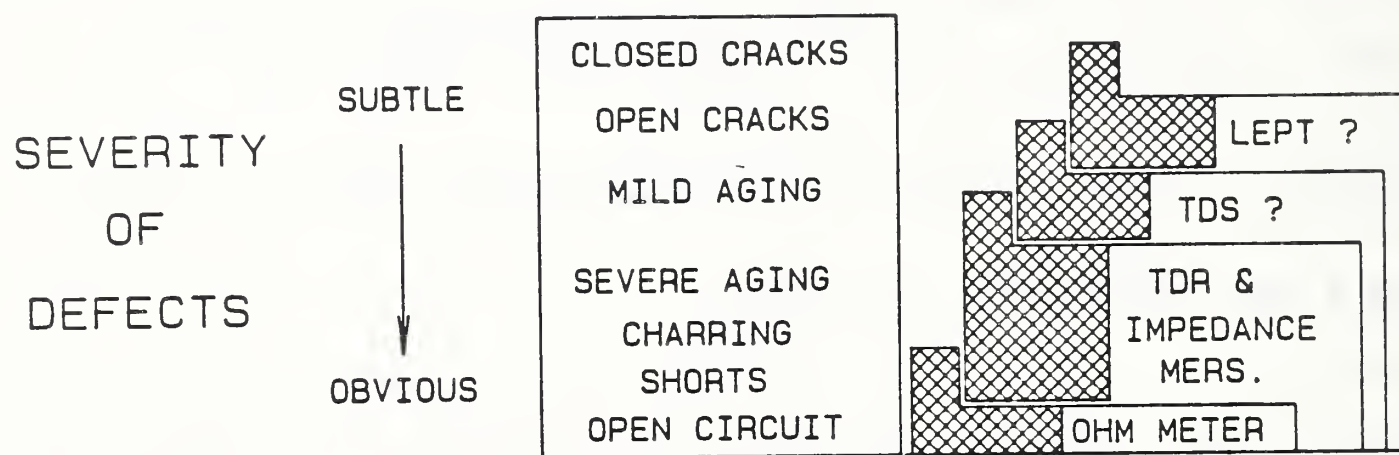 SEVERITY
OF
DEFECTS
SUBTLE
OBVIOUS
CLOSED CRACKS
OPEN CRACKS
MILD AGING
SEVERE AGING
CHARRING
SHORTS
OPEN CIRCUIT
LEPT ?
TDS ?
TDR &
IMPEDANCE
MERS.
OHM METER